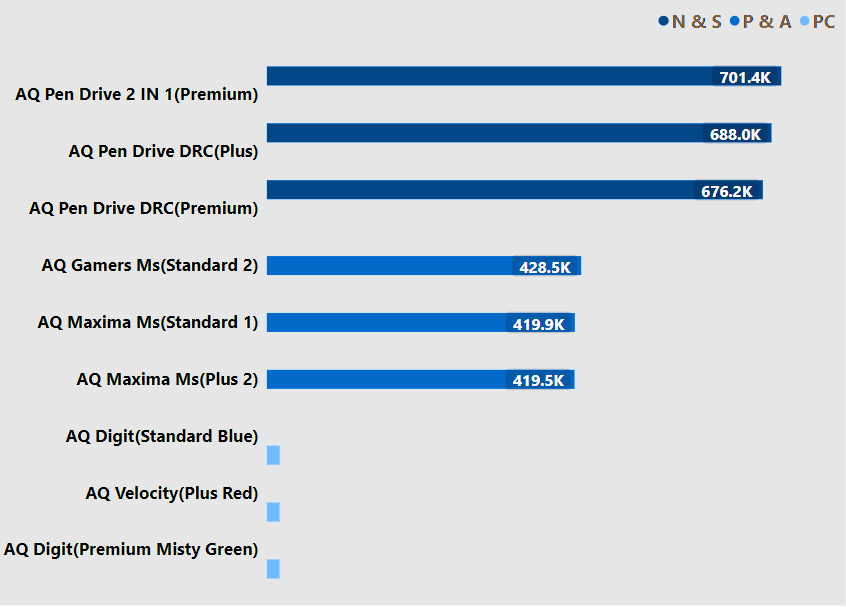 N & S P & A PC
AQ Pen Drive 2 IN 1(Premium) 701.4K
AQ Pen Drive DRC(Plus) 688.0K
AQ Pen Drive DRC(Premium) 676.2K
AQ Gamers Ms(Standard 2) 428.5K
AQ Maxima Ms(Standard 1) 419.9K
AQ Maxima Ms(Plus 2) 419.5K
AQ Digit(Standard Blue)
AQ Velocity(Plus Red)
AQ Digit(Premium Misty Green)